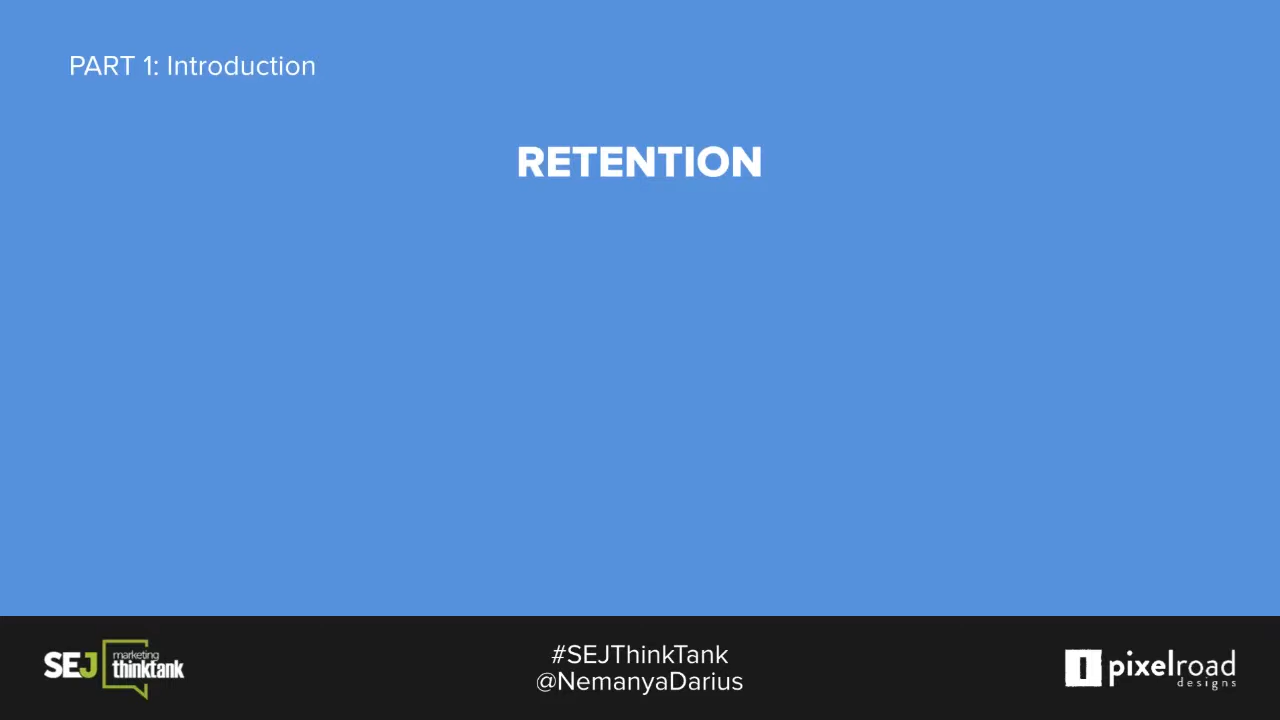 PART 1: Introduction
RETENTION
SEJ marketing
thinktank
#SEJThinkTank
@NemanyaDarius
pixelroad
designs